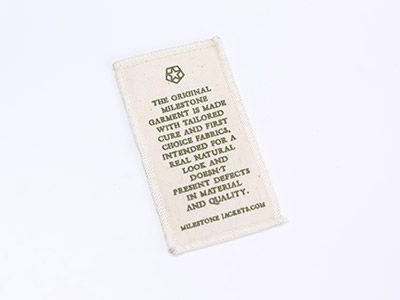 THE ORIGINAL
MILESTONE
GARMENT IS MADE
WITH TAILORED
CURE AND FIRST
CHOICE FABRICS,
INTENDED FOR A
REAL NATURAL
LOOK AND
DOESN·T
PRESENT DEFECTS
IN MATERIAL
AND QUALITY.
MILESTONE JACKETS.COM